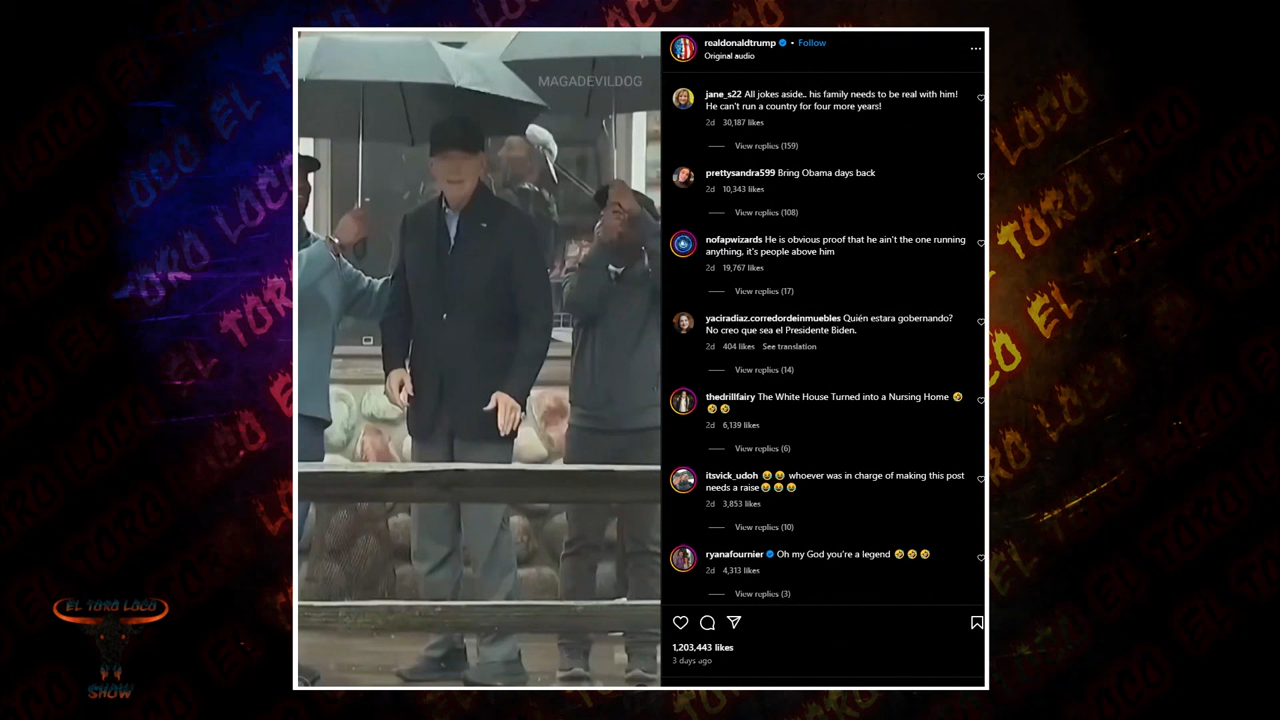 MAGADEVILDOG
realdonaldtrump • Follow
Original audio
jane_s22 All jokes aside.. his family needs to be real with him!
He can't run a country for four more years!
2d 30,187 likes
View replies (159)
prettysandra599 Bring Obama days back
2d 10,343 likes
View replies (108)
nofapwizards He is obvious proof that he ain't the one running
anything, it's people above him
2d 19,767 likes
View replies (17)
yaciradiaz.corredordeinmuebles Quién estara gobernando?
No creo que sea el Presidente Biden.
2d 404 likes See translation
View replies (14)
thedrillfairy The White House Turned into a Nursing Home 🤣
🤣🤣
2d 6,139 likes
View replies (6)
itsvick_udoh 😂😂 whoever was in charge of making this post
needs a raise😂😂😂
2d 3,853 likes
View replies (10)
ryanafournier Oh my God you're a legend 🤣🤣🤣
2d 4,313 likes
View replies (3)
1,203,443 likes
3 days ago
EL TORO LOCO
SHOW